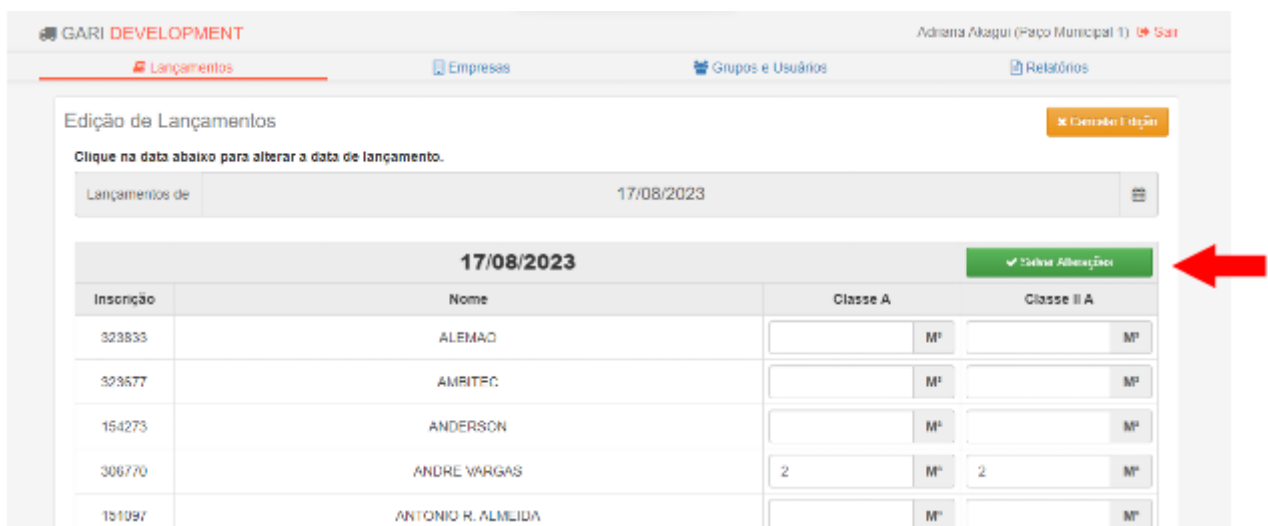 GARI DEVELOPMENT Adriana Akagui (Paço Municipal 1) Sair
Lançamentos Empresas Grupos e Usuários Relatórios
Edição de Lançamentos Cancelar Edição
Clique na data abaixo para alterar a data de lançamento.
Lançamentos de 17/08/2023
17/08/2023 Salvar Alterações
Inscrição Nome Classe A Classe II A
323833 ALEMAO M³ M³
323677 AMBITEC M³ M³
154273 ANDERSON M³ M³
306770 ANDRE VARGAS 2 M³ 2 M³
151097 ANTONIO R. ALMEIDA M³ M³